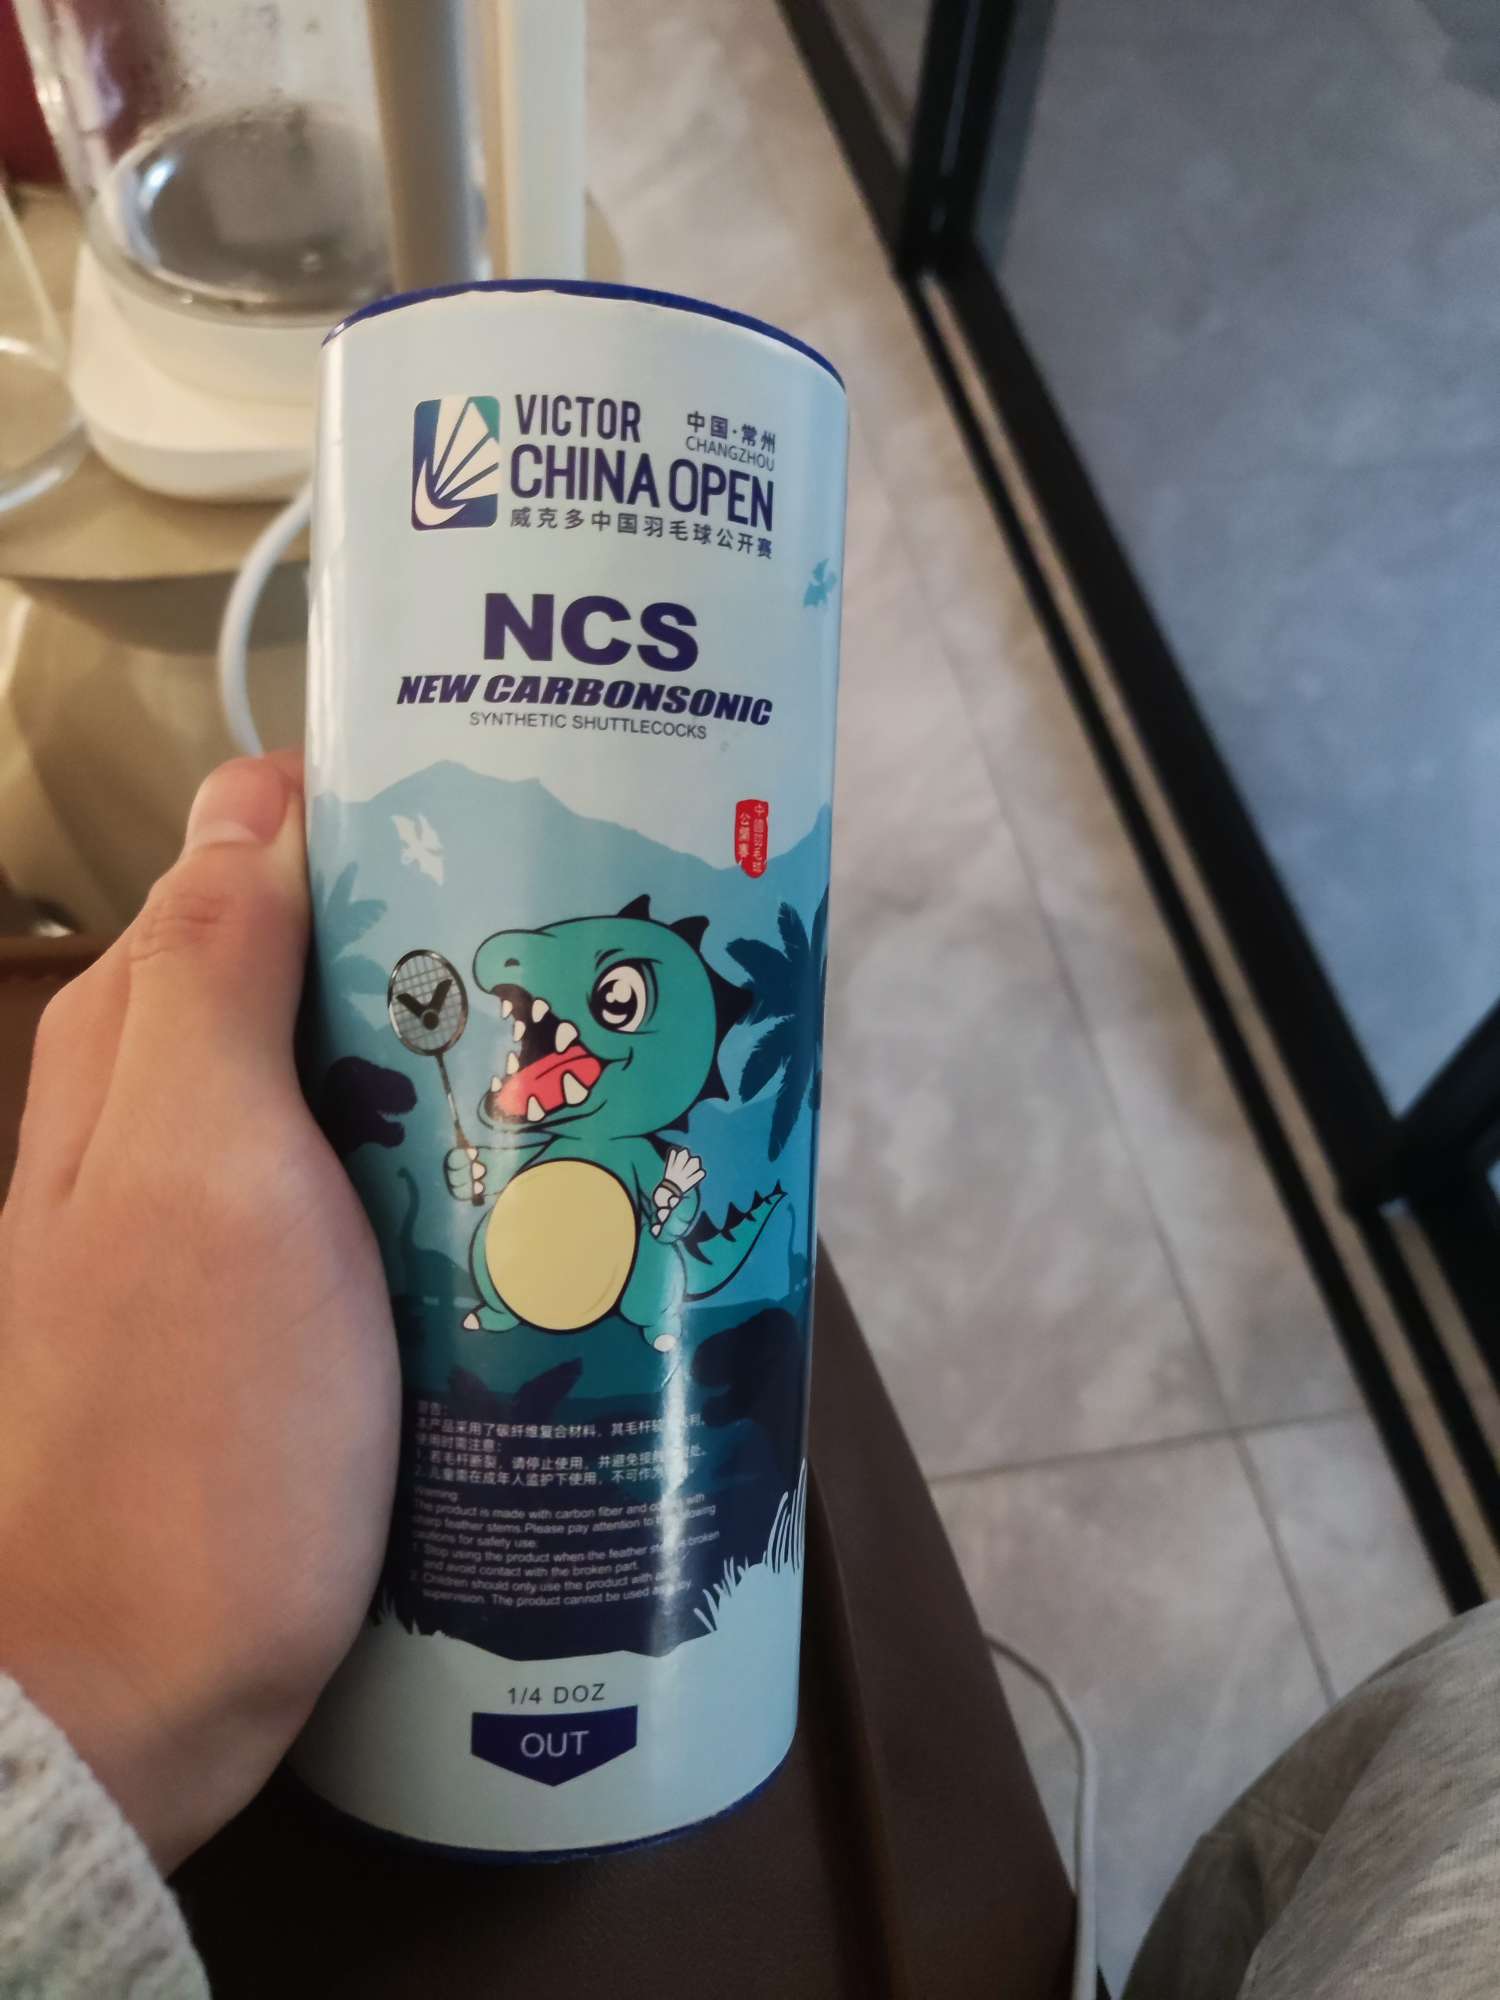 VICTOR
中国·常州
CHANGZHOU
CHINA OPEN
威克多中国羽毛球公开赛
NCS
NEW CARBONSONIC
SYNTHETIC SHUTTLECOCKS
警告:
本产品采用了碳纤维复合材料，其毛杆较 利，
使用时需注意:
1. 若毛杆断裂，请停止使用，并避免接触 处。
2. 儿童需在成年人监护下使用，不可作为
Warning:
The product is made with carbon fiber and with
sharp feather stems. Please pay attention to following
cautions for safety use:
1. Stop using the product when the feather broken
and avoid contact with the broken part.
2. Children should only use the product with
supervision. The product cannot be used as toy.
1/4 DOZ
OUT